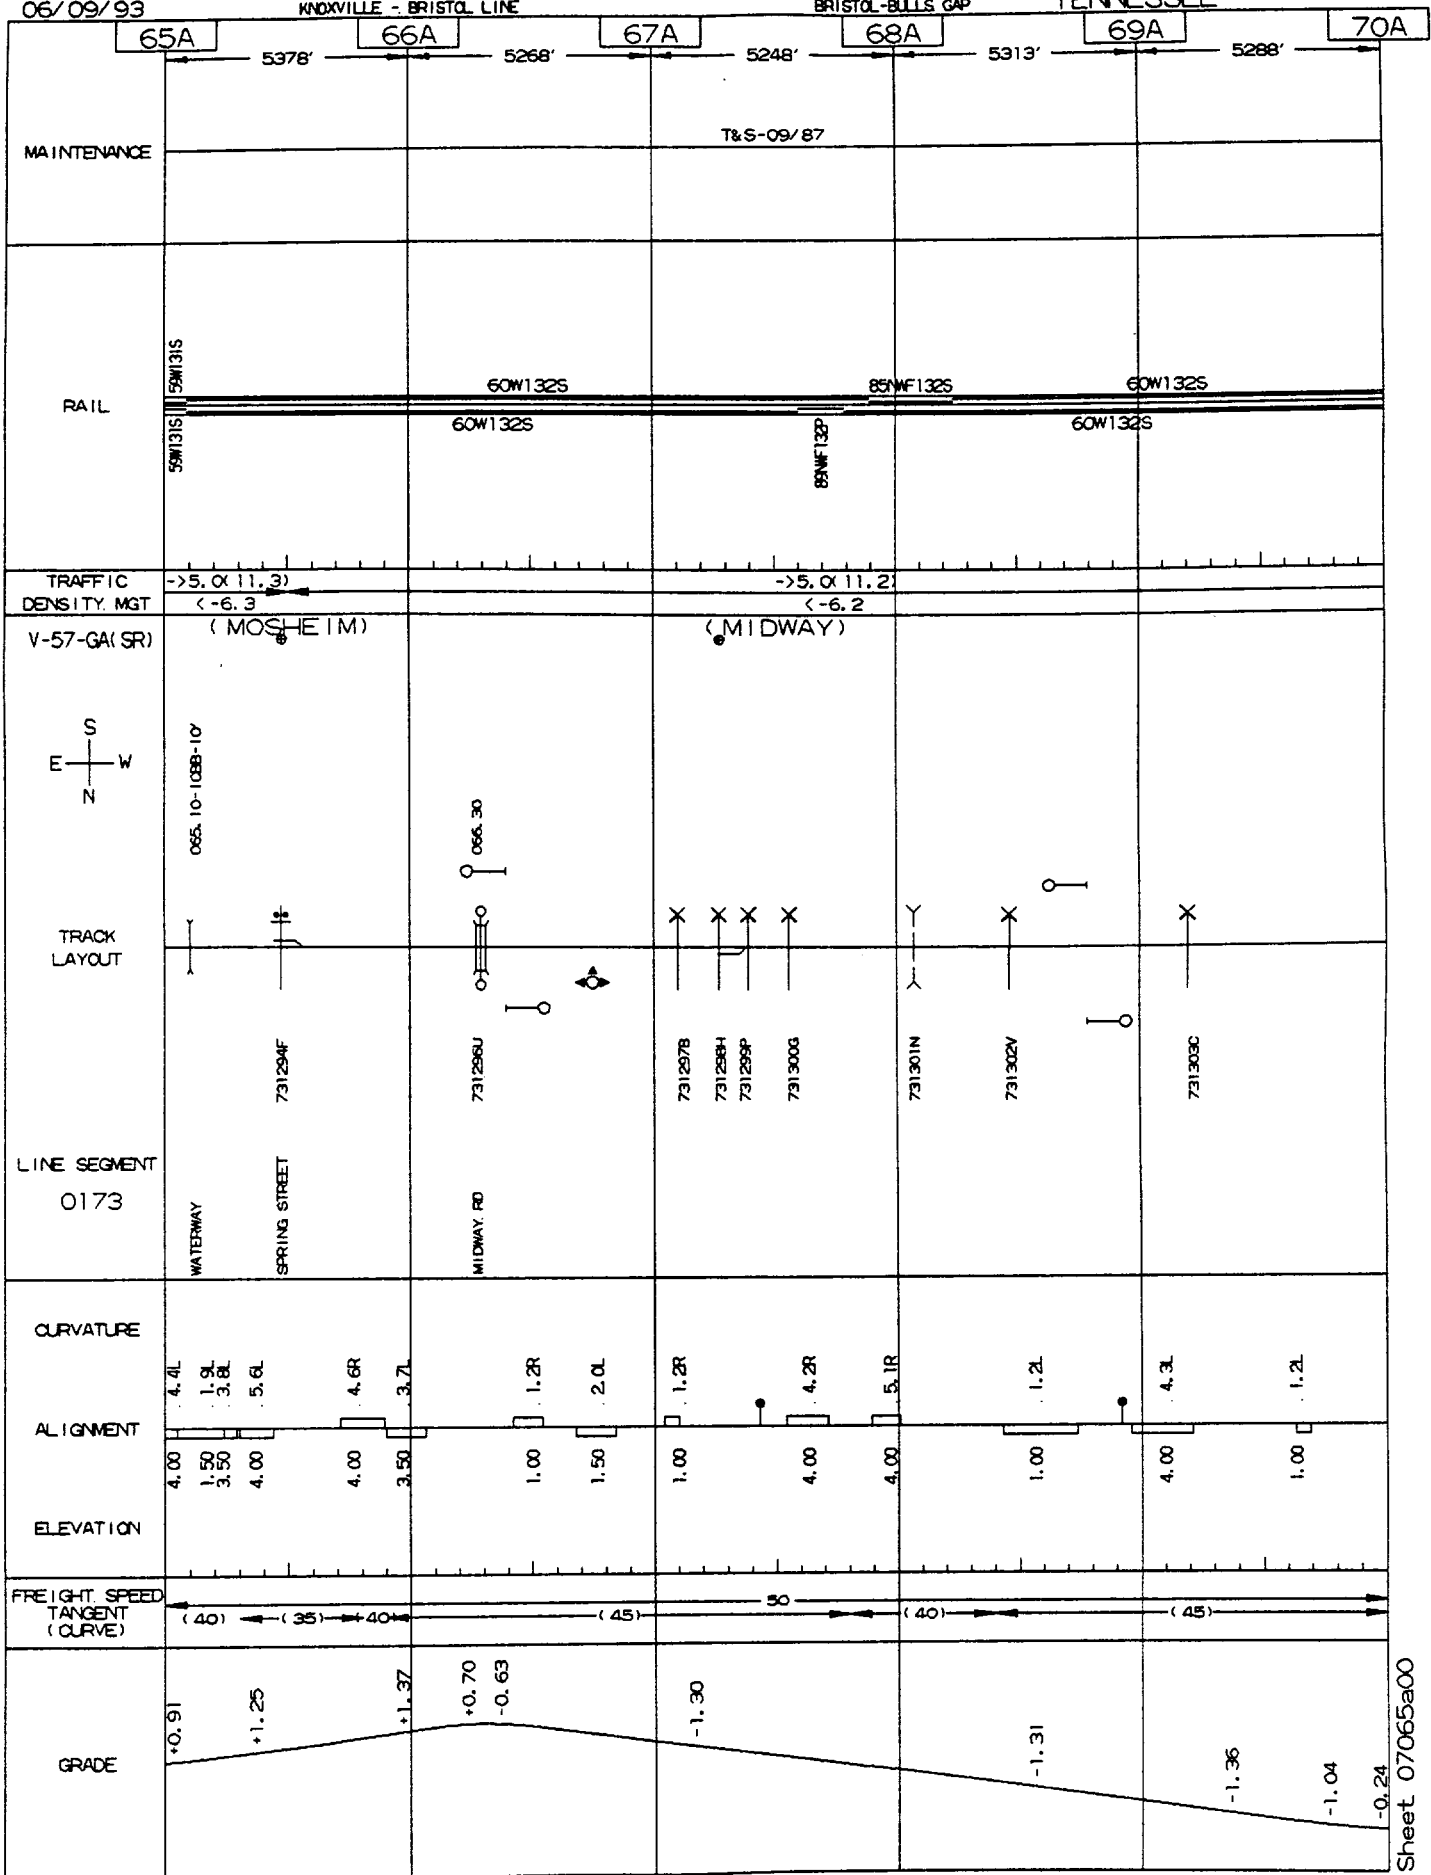 06/09/93 KNOXVILLE - BRISTOL LINE BRISTOL-BULLS GAP TENNESSEE
65A 66A 67A 68A 69A 70A
5378' 5268' 5248' 5313' 5288'
MAINTENANCE
T&S-09/87
RAIL
59W131S
60W132S 85NWF132S 60W132S
59W131S
60W132S 60W132S
89NWF132P
TRAFFIC
DENSITY. MGT
->5.0(11.3) ->5.0(11.2)
<-6.3 <-6.2
V-57-GA(SR)
(MOSHEIM) (MIDWAY)
S
E W
N
065.10-10BB-10'
066.30
TRACK
LAYOUT
731294F
731296U
731297B
731298H
731299P
731300G
731301N
731302V
731303C
LINE SEGMENT
0173
WATERWAY
SPRING STREET
MIDWAY. RD
CURVATURE
4.4L 1.9L 3.8L 5.6L 4.6R 3.7L 1.2R 2.0L 1.2R 4.2R 5.1R 1.2L 4.3L 1.2L
ALIGNMENT
4.00 1.50 3.50 4.00 4.00 3.50 1.00 1.50 1.00 4.00 4.00 1.00 4.00 1.00
ELEVATION
FREIGHT. SPEED
TANGENT
(CURVE)
50
(40) (35) 40 (45) (40) (45)
GRADE
+0.91 +1.25 +1.37 +0.70 -0.63 -1.30 -1.31 -1.36 -1.04 -0.24
Sheet 07065a00